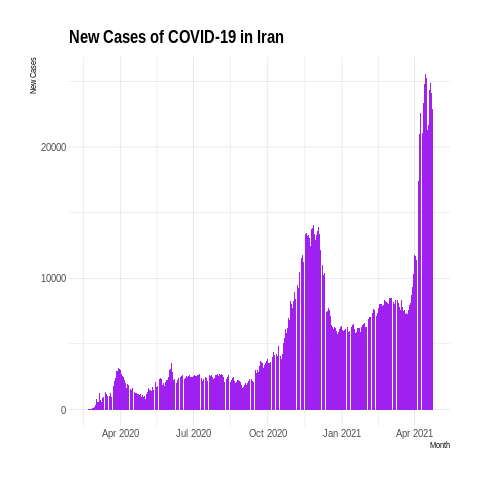 New Cases of COVID-19 in Iran
New Cases
20000
10000
0
Apr 2020 Jul 2020 Oct 2020 Jan 2021 Apr 2021
Month